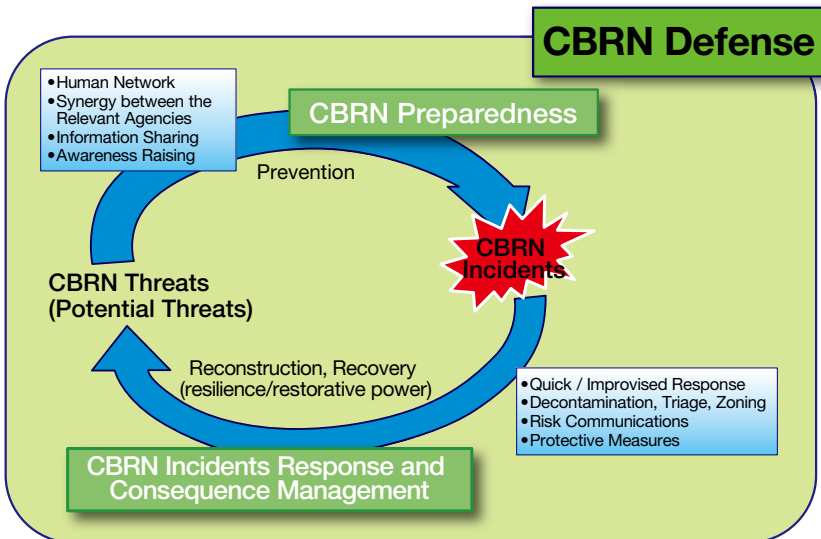 CBRN Defense
•Human Network
•Synergy between the
Relevant Agencies
•Information Sharing
•Awareness Raising
CBRN Preparedness
Prevention
CBRN
Incidents
CBRN Threats
(Potential Threats)
Reconstruction, Recovery
(resilience/restorative power)
•Quick / Improvised Response
•Decontamination, Triage, Zoning
•Risk Communications
•Protective Measures
CBRN Incidents Response and
Consequence Management